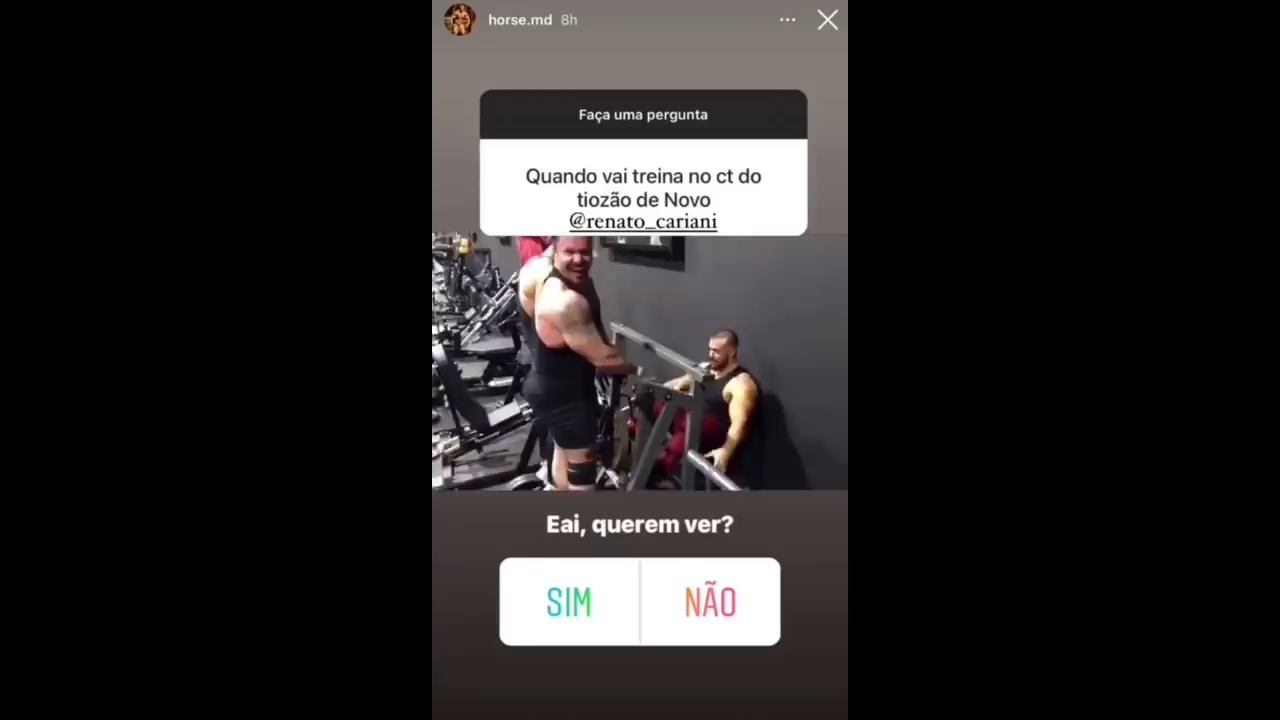 horse.md 8h
Faça uma pergunta
Quando vai treina no ct do
tiozão de Novo
@renato_cariani
Eai, querem ver?
SIM NÃO